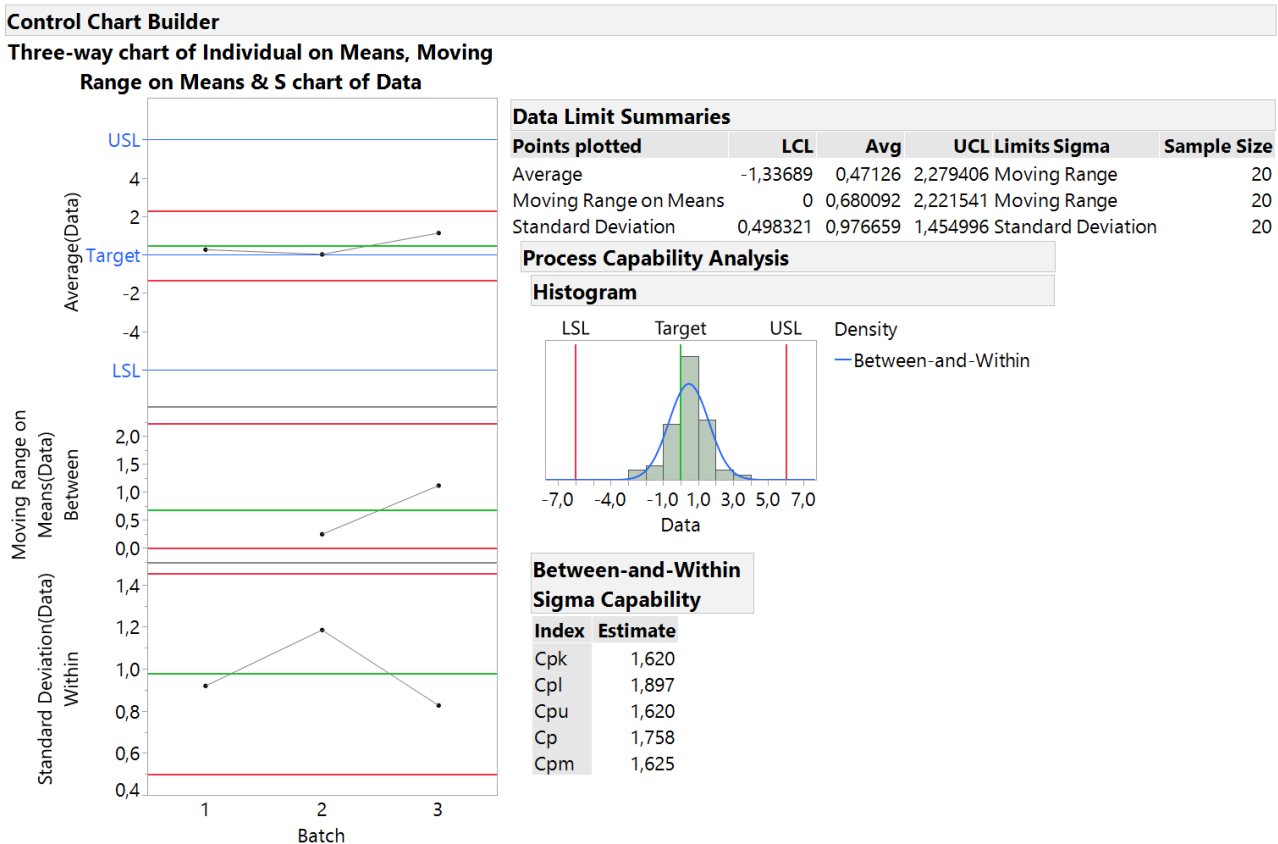 Control Chart Builder
Three-way chart of Individual on Means, Moving
Range on Means & S chart of Data
Average(Data)
USL
4
2
Target
-2
-4
LSL
Moving Range on
Means(Data)
Between
2,0
1,5
1,0
0,5
0,0
Standard Deviation(Data)
Within
1,4
1,2
1,0
0,8
0,6
0,4
1 2 3
Batch
Data Limit Summaries
Points plotted LCL Avg UCL Limits Sigma Sample Size
Average -1,33689 0,47126 2,279406 Moving Range 20
Moving Range on Means 0 0,680092 2,221541 Moving Range 20
Standard Deviation 0,498321 0,976659 1,454996 Standard Deviation 20
Process Capability Analysis
Histogram
LSL Target USL
-7,0 -4,0 -1,0 1,0 3,0 5,0 7,0
Data
Density
Between-and-Within
Between-and-Within
Sigma Capability
Index Estimate
Cpk 1,620
Cpl 1,897
Cpu 1,620
Cp 1,758
Cpm 1,625